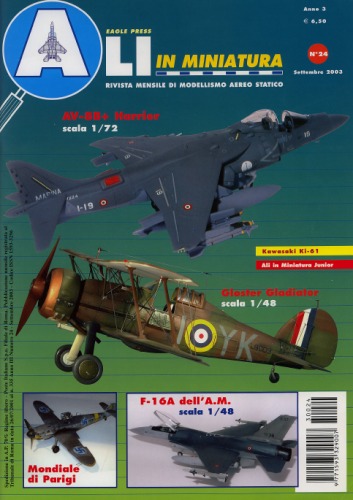 EAGLE PRESS
Anno 3
€ 6,50
ALI IN MINIATURA
N°24
RIVISTA MENSILE DI MODELLISMO AEREO STATICO
Settembre 2003
AV-8B+ Harrier
scala 1/72
MARINA
1-19
Kawasaki Ki-61
Ali in Miniatura Junior
Gloster Gladiator
scala 1/48
YK
F-16A dell'A.M.
scala 1/48
Mondiale
di Parigi
30024